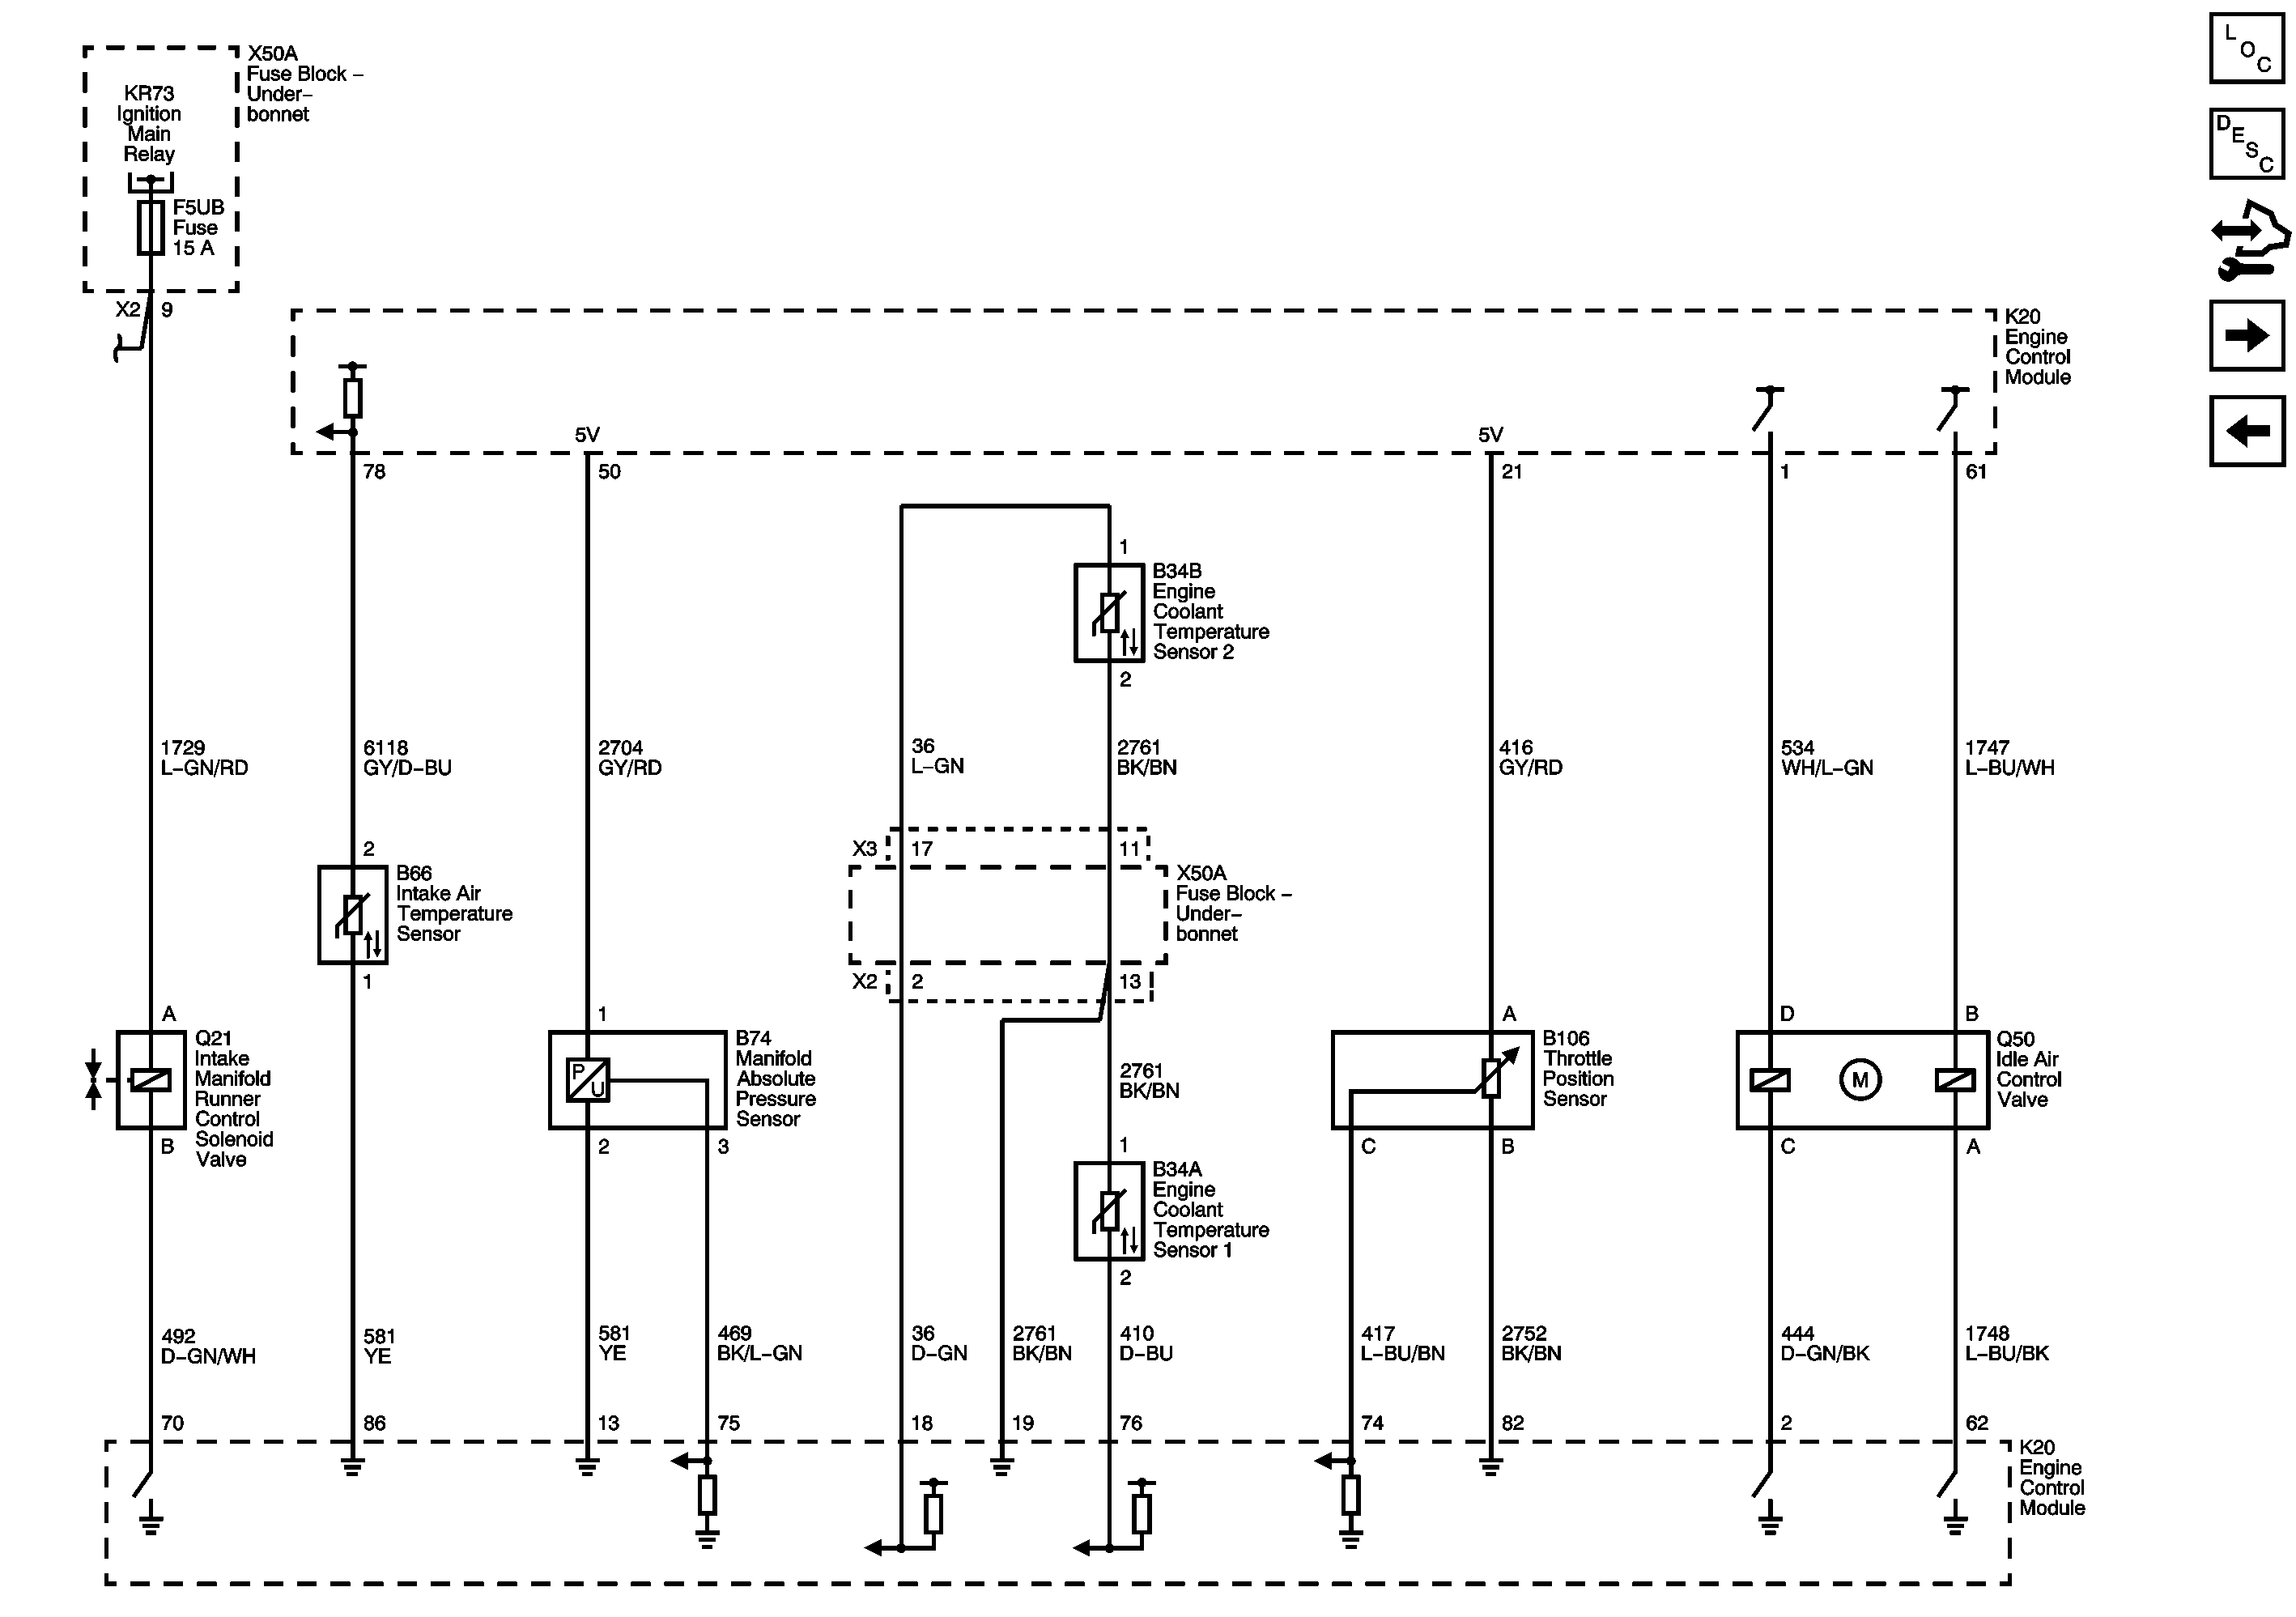 X50A
Fuse Block –
Under–
bonnet
KR73
Ignition
Main
Relay
F5UB
Fuse
15 A
X2 9
L
O
C
D
E
S
C
K20
Engine
Control
Module
5V
5V
78
50
21
1
61
1
B34B
Engine
Coolant
Temperature
Sensor 2
2
1729
L–GN/RD
6118
GY/D–BU
2704
GY/RD
36
L–GN
2761
BK/BN
416
GY/RD
534
WH/L–GN
1747
L–BU/WH
X3 17 11
2
B66
Intake Air
Temperature
Sensor
1
X50A
Fuse Block –
Under–
bonnet
X2 2 13
A
Q21
Intake
Manifold
Runner
Control
Solenoid
Valve
B
1
P
U
B74
Manifold
Absolute
Pressure
Sensor
2
3
2761
BK/BN
A
B106
Throttle
Position
Sensor
C
B
D
B
M
Q50
Idle Air
Control
Valve
C
A
1
B34A
Engine
Coolant
Temperature
Sensor 1
2
492
D–GN/WH
581
YE
581
YE
469
BK/L–GN
36
D–GN
2761
BK/BN
410
D–BU
417
L–BU/BN
2752
BK/BN
444
D–GN/BK
1748
L–BU/BK
70
86
13
75
18
19
76
74
82
2
62
K20
Engine
Control
Module